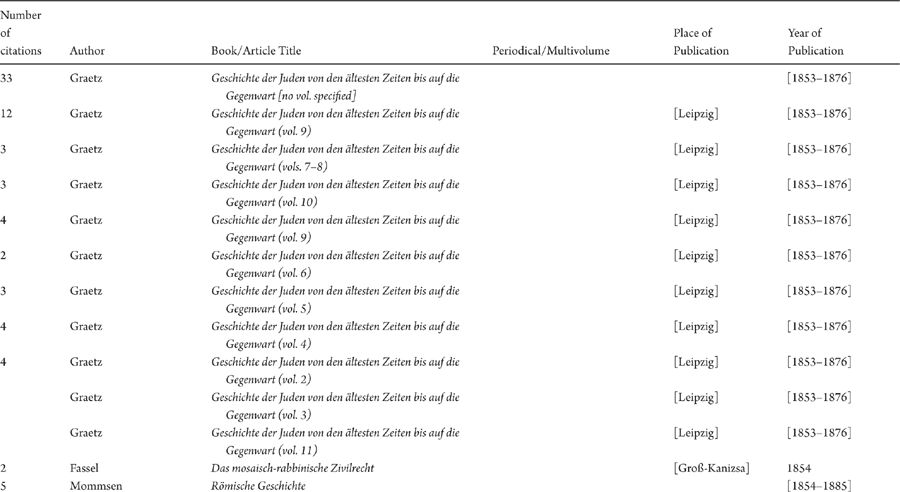 Number
of
citations Author Book/Article Title Periodical/Multivolume Place of Publication Year of Publication
33 Graetz Geschichte der Juden von den ältesten Zeiten bis auf die [1853–1876]
Gegenwart [no vol. specified]
12 Graetz Geschichte der Juden von den ältesten Zeiten bis auf die [Leipzig] [1853–1876]
Gegenwart (vol. 9)
3 Graetz Geschichte der Juden von den ältesten Zeiten bis auf die [Leipzig] [1853–1876]
Gegenwart (vols. 7–8)
3 Graetz Geschichte der Juden von den ältesten Zeiten bis auf die [Leipzig] [1853–1876]
Gegenwart (vol. 10)
4 Graetz Geschichte der Juden von den ältesten Zeiten bis auf die [Leipzig] [1853–1876]
Gegenwart (vol. 9)
2 Graetz Geschichte der Juden von den ältesten Zeiten bis auf die [Leipzig] [1853–1876]
Gegenwart (vol. 6)
3 Graetz Geschichte der Juden von den ältesten Zeiten bis auf die [Leipzig] [1853–1876]
Gegenwart (vol. 5)
4 Graetz Geschichte der Juden von den ältesten Zeiten bis auf die [Leipzig] [1853–1876]
Gegenwart (vol. 4)
4 Graetz Geschichte der Juden von den ältesten Zeiten bis auf die [Leipzig] [1853–1876]
Gegenwart (vol. 2)
Graetz Geschichte der Juden von den ältesten Zeiten bis auf die [Leipzig] [1853–1876]
Gegenwart (vol. 3)
Graetz Geschichte der Juden von den ältesten Zeiten bis auf die [Leipzig] [1853–1876]
Gegenwart (vol. 11)
2 Fassel Das mosaisch-rabbinische Zivilrecht [Groß-Kanizsa] 1854
5 Mommsen Römische Geschichte [1854–1885]